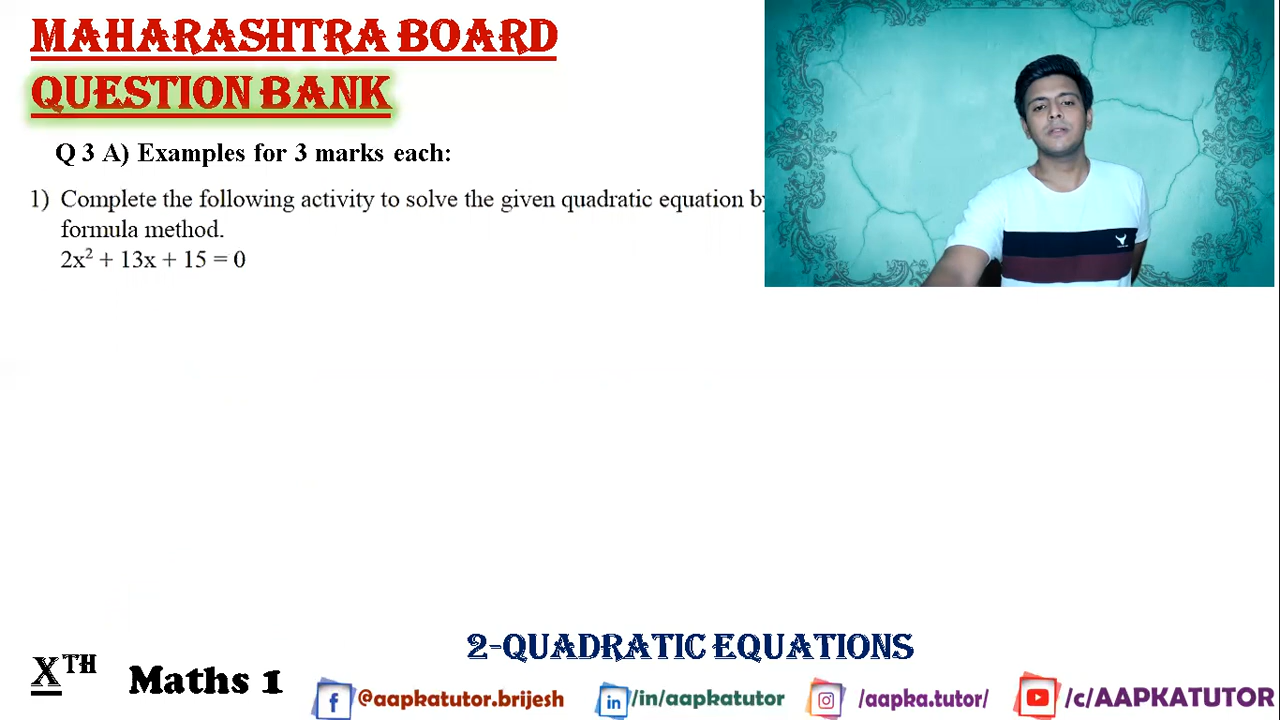 MAHARASHTRA BOARD
QUESTION BANK
Q 3 A) Examples for 3 marks each:
1) Complete the following activity to solve the given quadratic equation by
formula method.
2x² + 13x + 15 = 0
2-QUADRATIC EQUATIONS
XTH Maths 1
@aapkatutor.brijesh /in/aapkatutor /aapka.tutor/ /c/AAPKATUTOR